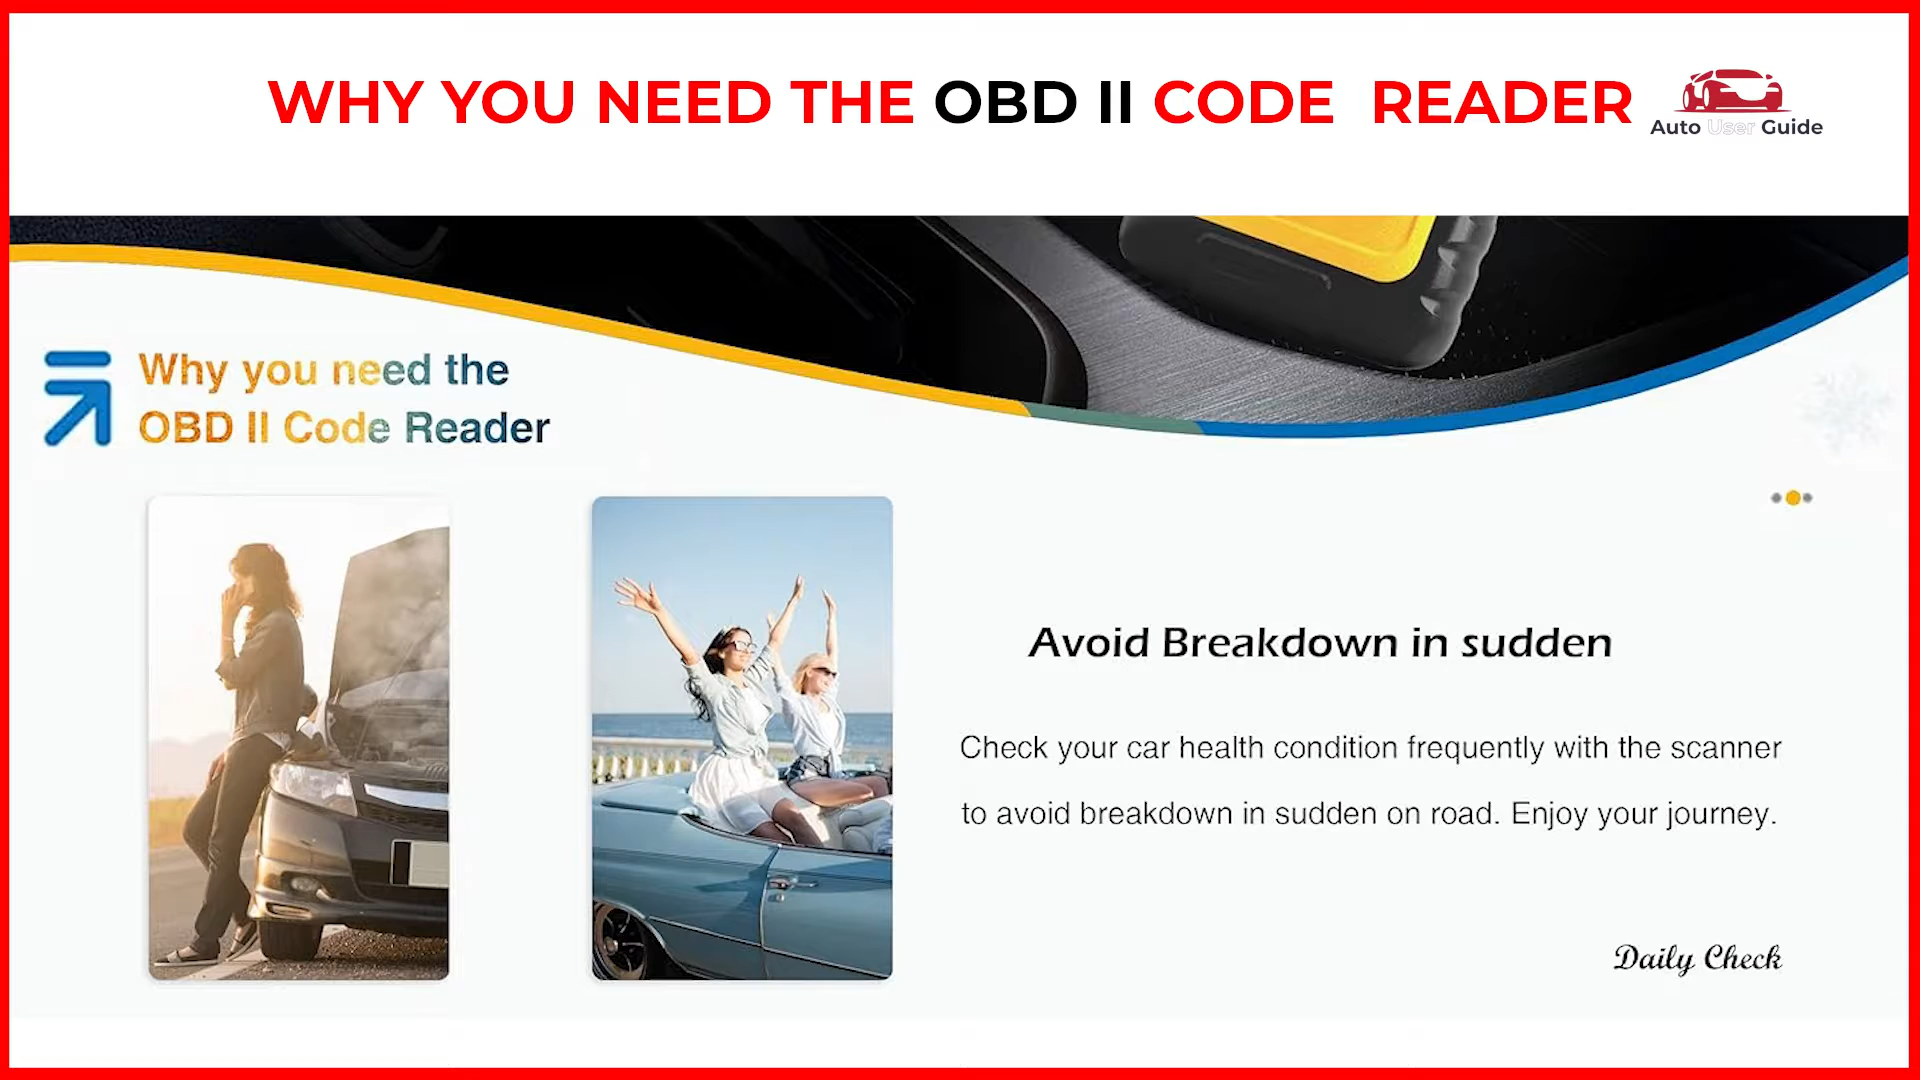 WHY YOU NEED THE OBD II CODE READER
Auto User Guide
Why you need the
OBD II Code Reader
Avoid Breakdown in sudden
Check your car health condition frequently with the scanner
to avoid breakdown in sudden on road. Enjoy your journey.
Daily Check